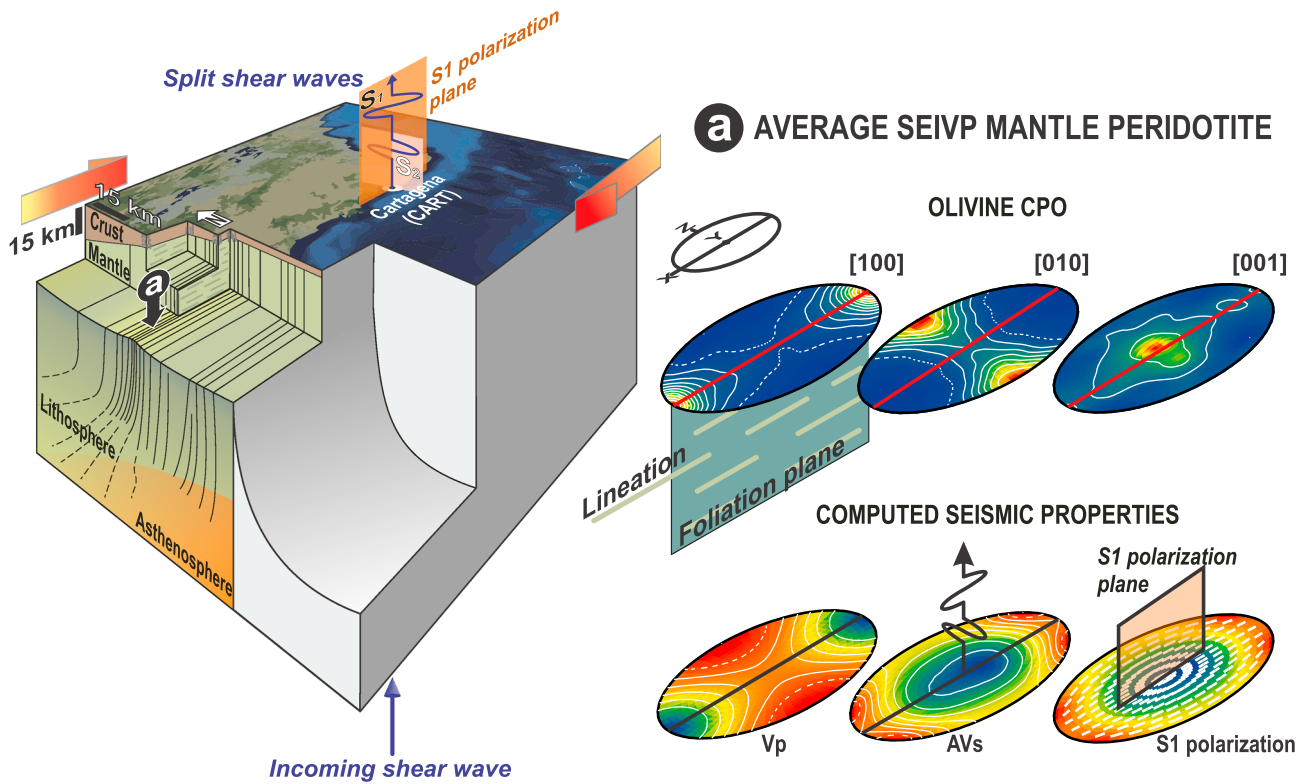 Split shear waves
S1 polarization
plane
S1
S2
Cartagena
(CART)
15 km
15 km
N
Crust
Mantle
a
Lithosphere
Asthenosphere
Incoming shear wave
a AVERAGE SEIVP MANTLE PERIDOTITE
OLIVINE CPO
N
Y
X
[100]
[010]
[001]
Lineation
Foliation plane
COMPUTED SEISMIC PROPERTIES
S1 polarization
plane
Vp
AVs
S1 polarization